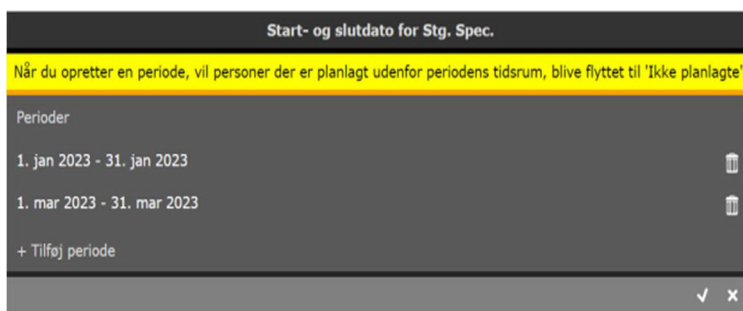 Start- og slutdato for Stg. Spec.
Når du opretter en periode, vil personer der er planlagt udenfor periodens tidsrum, blive flyttet til 'Ikke planlagte'
Perioder
1. jan 2023 - 31. jan 2023
1. mar 2023 - 31. mar 2023
+ Tilføj periode